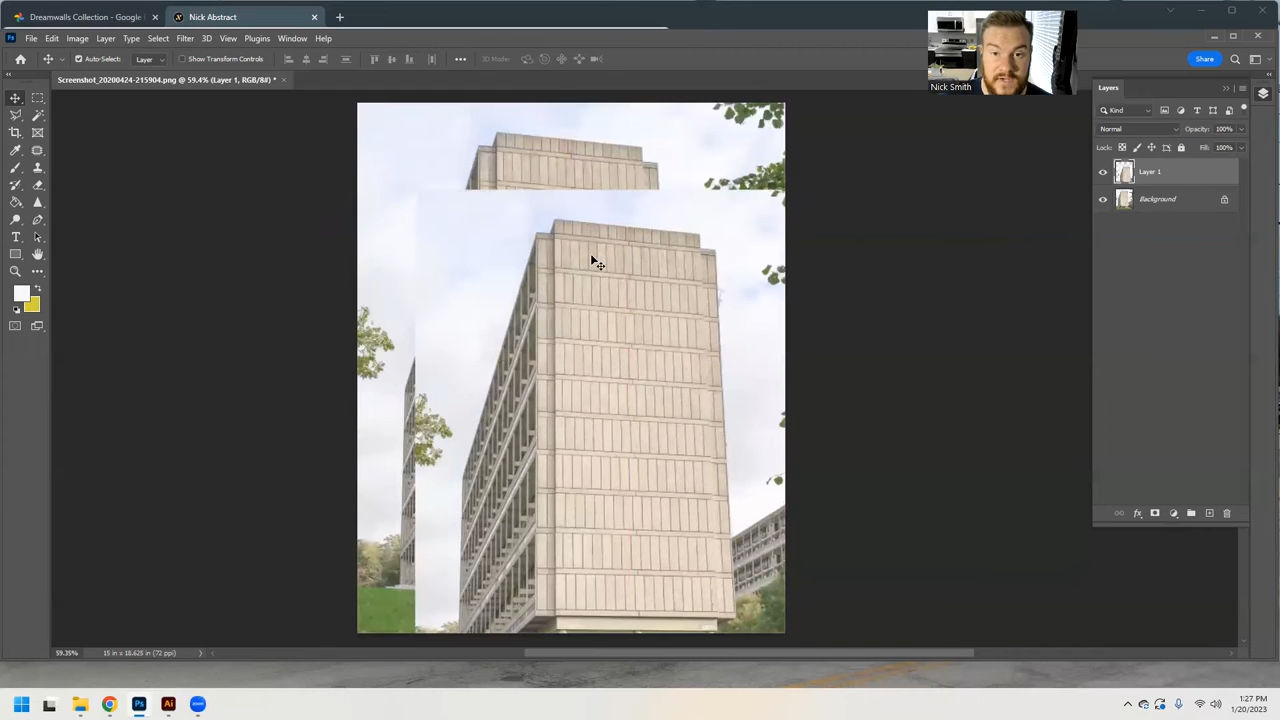 Dreamwalls Collection - Google
Nick Abstract
Nick Smith
File Edit Image Layer Type Select Filter 3D View Plugins Window Help
Auto-Select: Layer Show Transform Controls 3D Mode: Share
Screenshot_20200424-215904.png @ 59.4% (Layer 1, RGB/8#) *
Layers
Kind
Normal Opacity: 100%
Lock: Fill: 100%
Layer 1
Background
59.35% 15 in x 18.625 in (72 ppi)
1:27 PM
1/20/2023